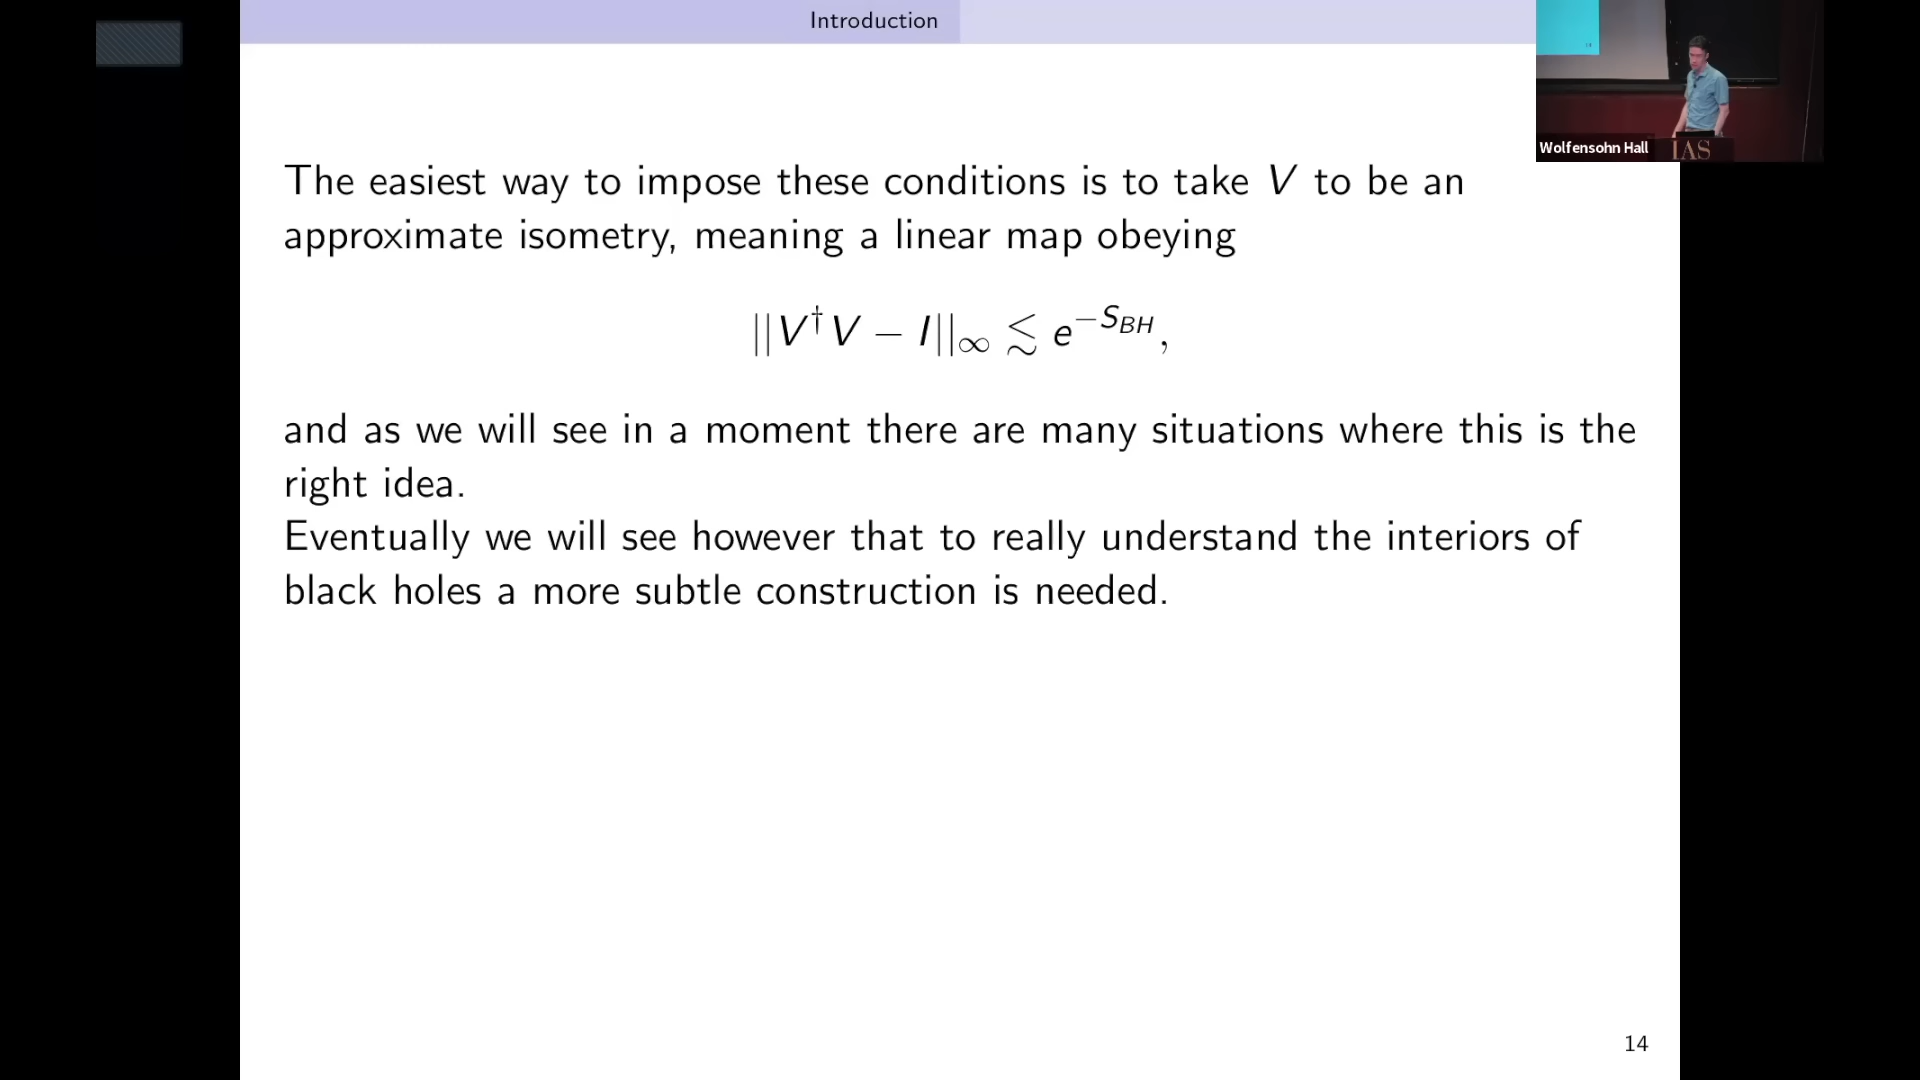 Introduction
Wolfensohn Hall
IAS
The easiest way to impose these conditions is to take V to be an
approximate isometry, meaning a linear map obeying
||V†V − I||∞ ≲ e^{−S_{BH}},
and as we will see in a moment there are many situations where this is the
right idea.
Eventually we will see however that to really understand the interiors of
black holes a more subtle construction is needed.
14